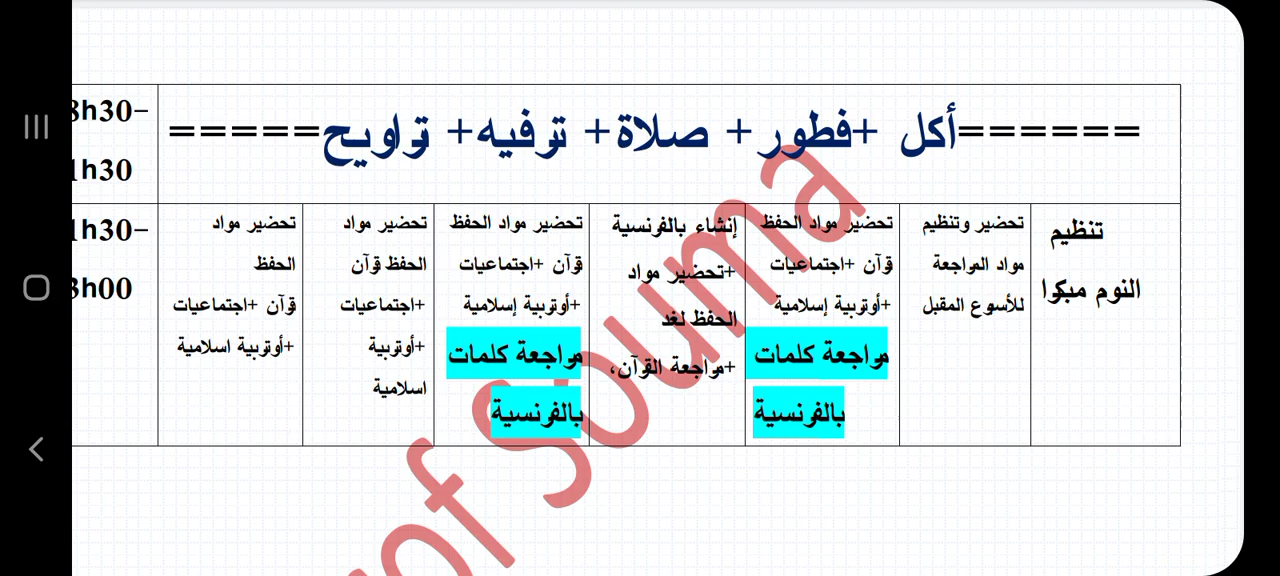 ======أكل +فطور + صلاة+ ترفيه+ تراويح=====
8h30–
1h30
تنظيم
النوم مبكرا
تحضير وتنظيم
مواد المراجعة
للأسوع المقبل
تحضير مواد الحفظ
قرآن +اجتماعيات
+أوتربية إسلامية
مراجعة كلمات
بالفرنسية
إنشاء بالفرنسية
+تحضير مواد
الحفظ لغد
+مراجعة القرآن،
تحضير مواد الحفظ
قرآن +اجتماعيات
+أوتربية إسلامية
مراجعة كلمات
بالفرنسية
تحضير مواد
الحفظ قرآن
+اجتماعيات
+أوتربية
اسلامية
تحضير مواد
الحفظ
قرآن +اجتماعيات
+أوتربية اسلامية
1h30–
3h00
of Souma